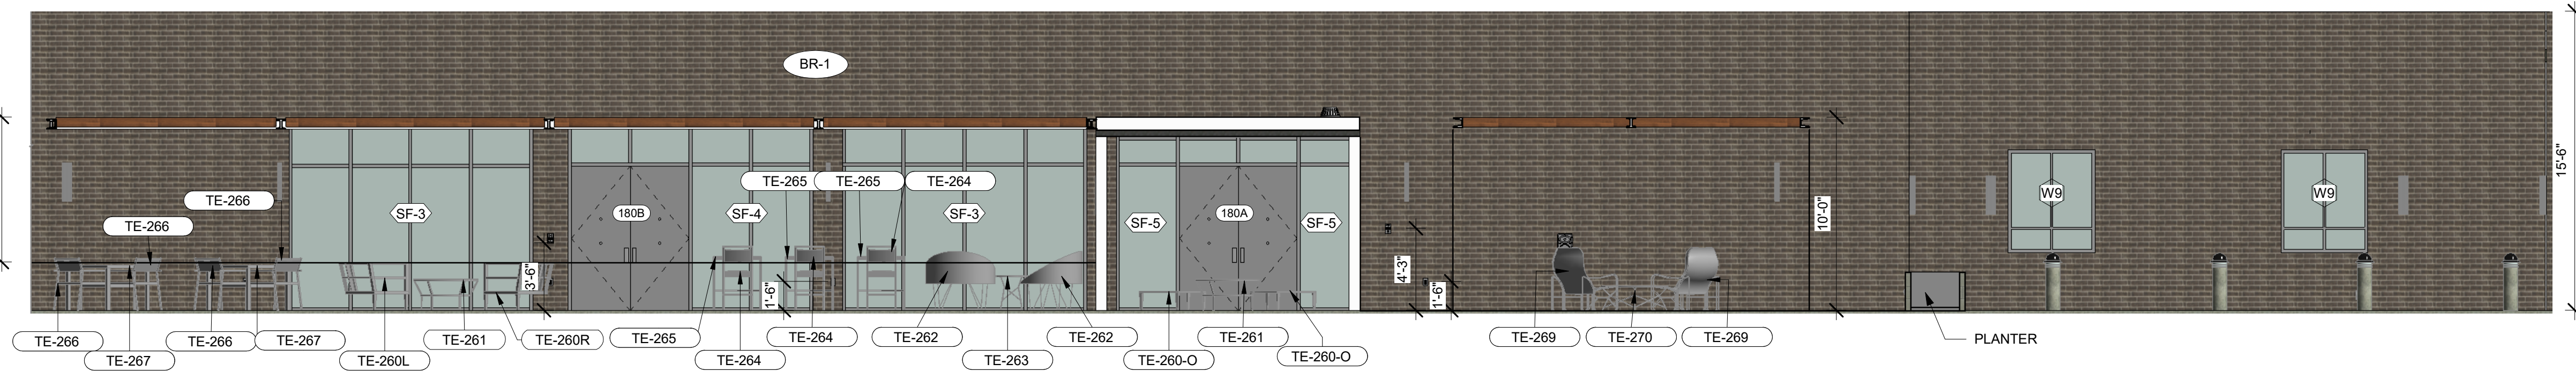 BR-1
15'-6"
TE-265
TE-265
TE-264
TE-266
TE-266
SF-3
180B
SF-4
SF-3
SF-5
180A
SF-5
10'-0"
W9
W9
3'-6"
1'-6"
4'-3"
1'-6"
TE-266
TE-267
TE-266
TE-267
TE-260L
TE-261
TE-260R
TE-265
TE-264
TE-264
TE-262
TE-263
TE-262
TE-260-O
TE-261
TE-260-O
TE-269
TE-270
TE-269
PLANTER